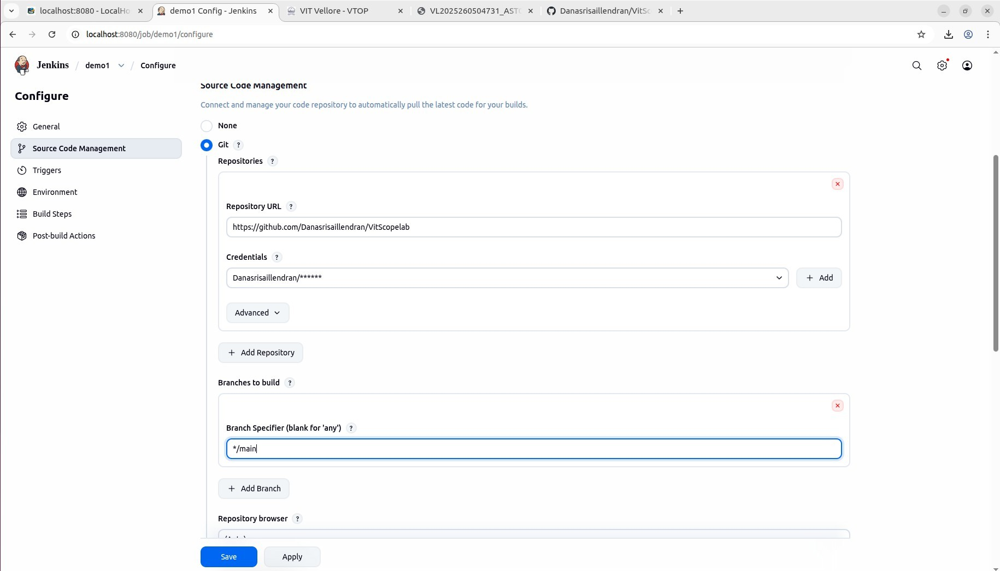 localhost:8080 - LocalHo
demo1 Config - Jenkins
VIT Vellore - VTOP
VL2025260504731_AST
Danasrisaillendran/VitSc
localhost:8080/job/demo1/configure
Jenkins / demo1 / Configure
Configure
General
Source Code Management
Triggers
Environment
Build Steps
Post-build Actions
Source Code Management
Connect and manage your code repository to automatically pull the latest code for your builds.
None
Git ?
Repositories ?
Repository URL ?
https://github.com/Danasrisaillendran/VitScopelab
Credentials ?
Danasrisaillendran/******
+ Add
Advanced
+ Add Repository
Branches to build ?
Branch Specifier (blank for 'any') ?
*/main
+ Add Branch
Repository browser ?
(Auto)
Save
Apply